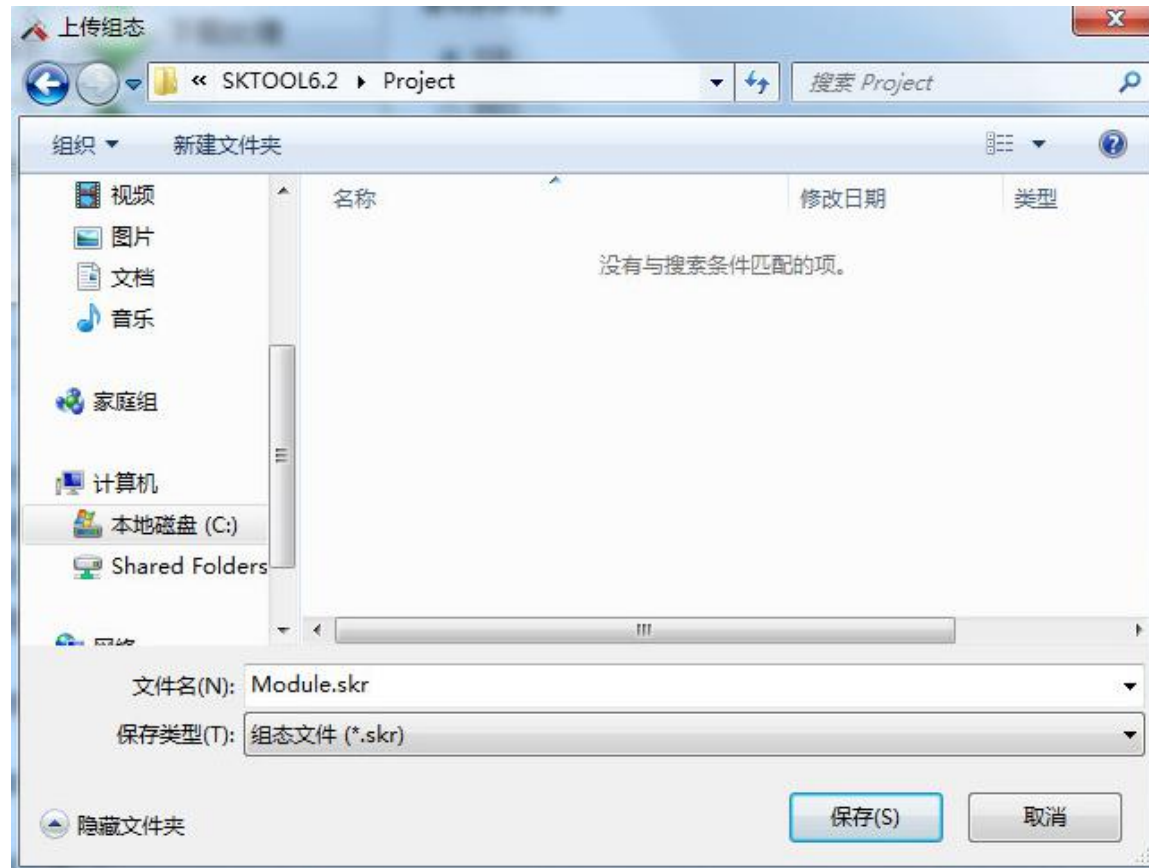 上传组态
« SKTOOL6.2 ▸ Project
搜索 Project
组织
新建文件夹
视频
图片
文档
音乐
家庭组
计算机
本地磁盘 (C:)
Shared Folders
名称
修改日期
类型
没有与搜索条件匹配的项。
文件名(N): Module.skr
保存类型(T): 组态文件 (*.skr)
隐藏文件夹
保存(S)
取消